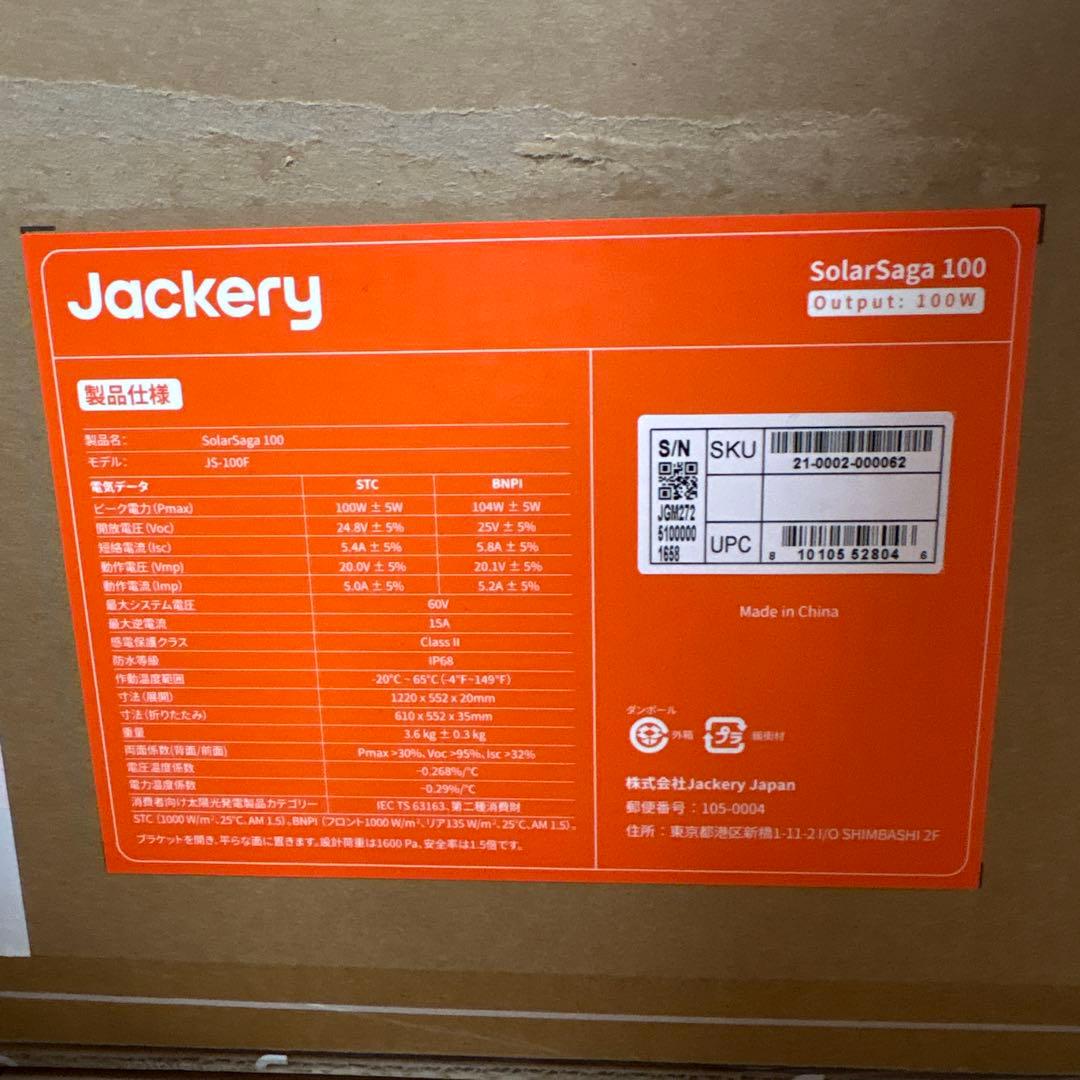 Jackery
SolarSaga 100
Output: 100W
製品仕様
製品名: SolarSaga 100
モデル: JS-100F
電気データ STC BNPI
ピーク電力(Pmax) 100W ± 5W 104W ± 5W
開放電圧(Voc) 24.8V ± 5% 25V ± 5%
短絡電流(Isc) 5.4A ± 5% 5.8A ± 5%
動作電圧(Vmp) 20.0V ± 5% 20.1V ± 5%
動作電流(Imp) 5.0A ± 5% 5.2A ± 5%
最大システム電圧 60V
最大逆電流 15A
感電保護クラス Class II
防水等級 IP68
作動温度範囲 -20°C ~ 65°C (-4°F~149°F)
寸法(展開) 1220 x 552 x 20mm
寸法(折りたたみ) 610 x 552 x 35mm
重量 3.6 kg ± 0.3 kg
両面係数(背面/前面) Pmax >30%、Voc >95%、Isc >32%
電圧温度係数 -0.268%/°C
電力温度係数 -0.29%/°C
消費者向け太陽光発電製品カテゴリー IEC TS 63163、第二種消費財
STC (1000 W/m²、25°C、AM 1.5)。BNPI (フロント1000 W/m²、リア135 W/m²、25°C、AM 1.5)。
ブラケットを開き、平らな面に置きます。設計荷重は1600 Pa、安全率は1.5倍です。
S/N
JGM272
5100000
1658
SKU
21-0002-000062
UPC
8 10105 52804 6
Made in China
ダンボール
外箱
プラ
緩衝材
株式会社Jackery Japan
郵便番号：105-0004
住所：東京都港区新橋1-11-2 I/O SHIMBASHI 2F